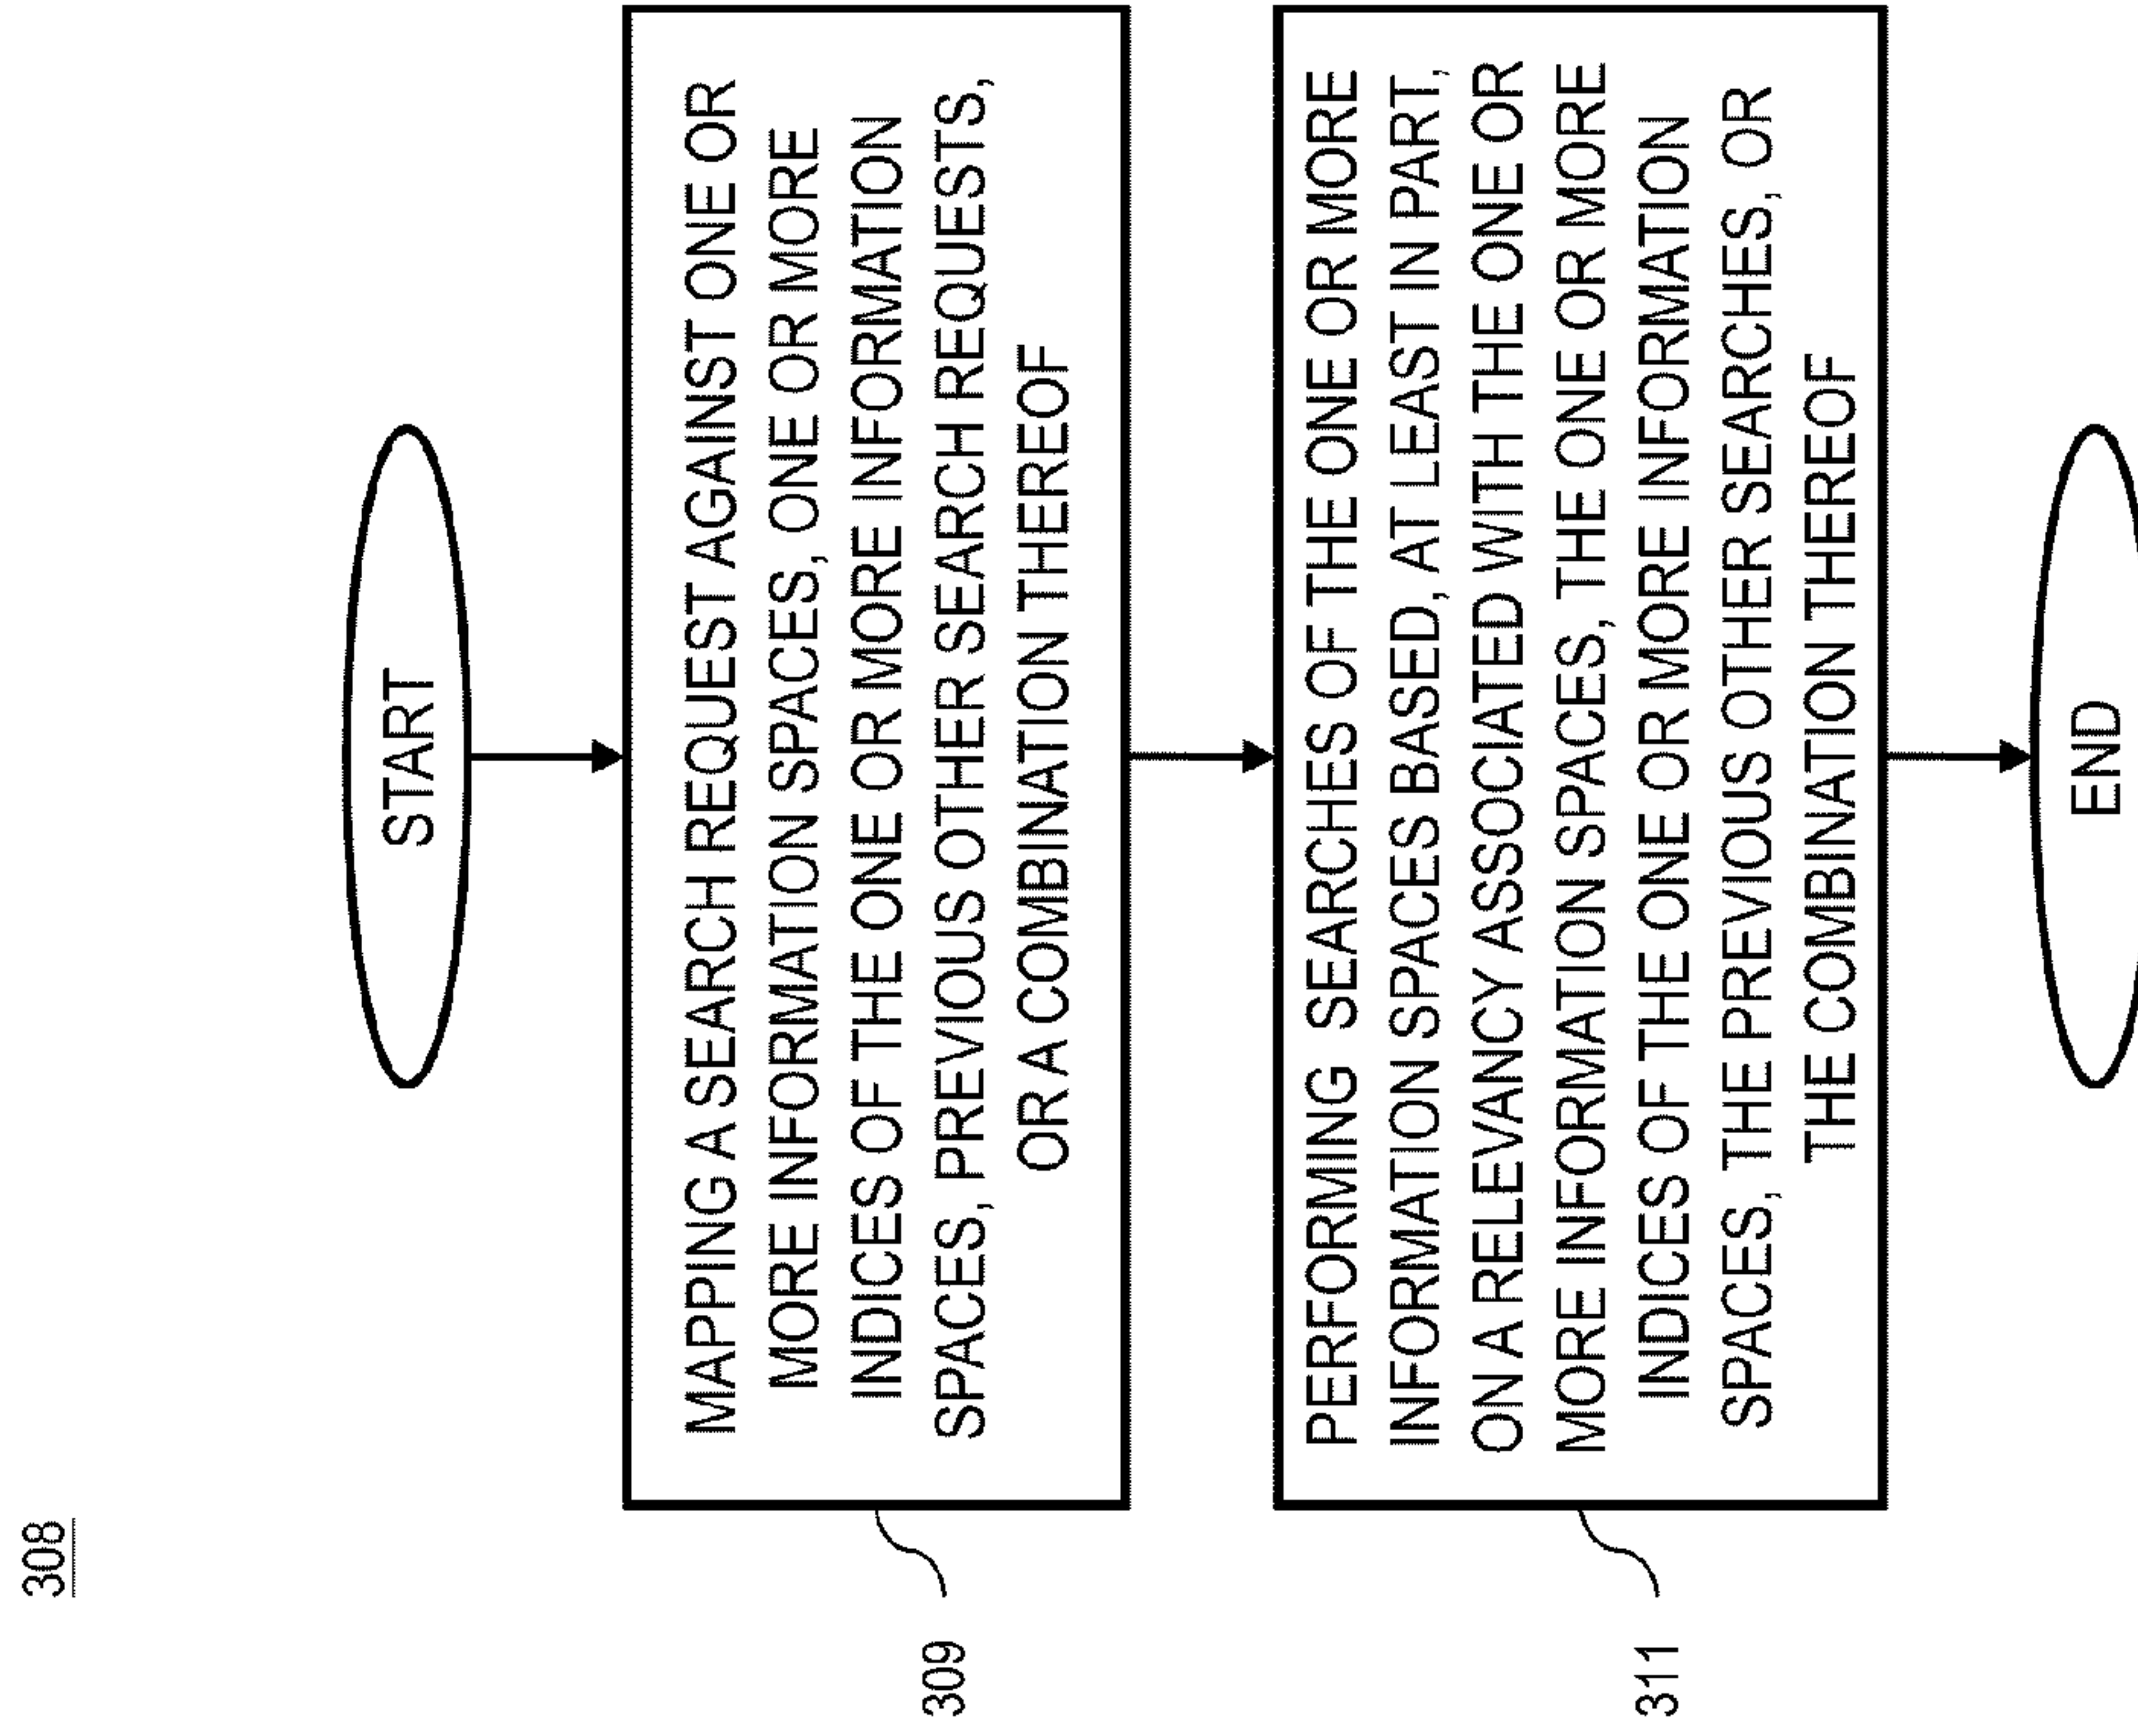 308
START
MAPPING A SEARCH REQUEST AGAINST ONE OR
MORE INFORMATION SPACES, ONE OR MORE
INDICES OF THE ONE OR MORE INFORMATION
SPACES, PREVIOUS OTHER SEARCH REQUESTS,
OR A COMBINATION THEREOF
309
PERFORMING SEARCHES OF THE ONE OR MORE
INFORMATION SPACES BASED, AT LEAST IN PART,
ON A RELEVANCY ASSOCIATED WITH THE ONE OR
MORE INFORMATION SPACES, THE ONE OR MORE
INDICES OF THE ONE OR MORE INFORMATION
SPACES, THE PREVIOUS OTHER SEARCHES, OR
THE COMBINATION THEREOF
311
END